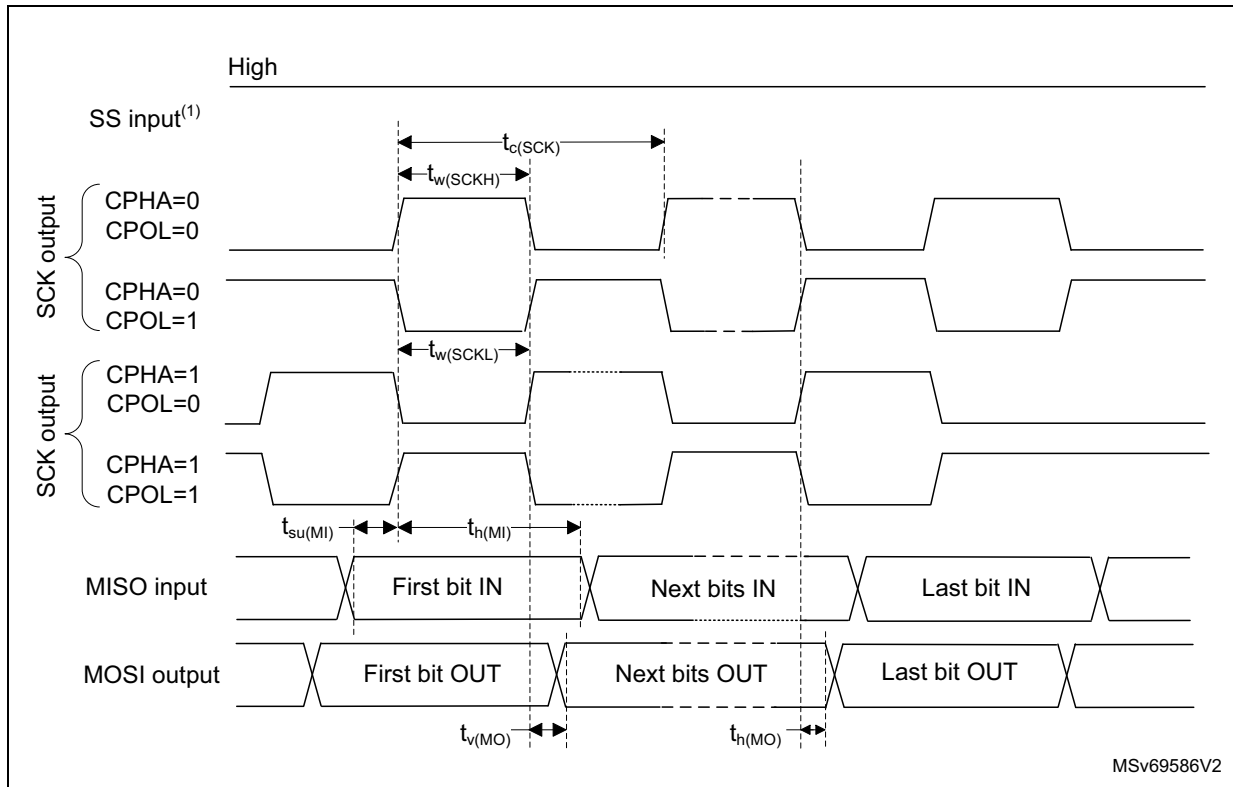 High
SS input(1)
tc(SCK)
tw(SCKH)
SCK output
CPHA=0
CPOL=0
CPHA=0
CPOL=1
tw(SCKL)
SCK output
CPHA=1
CPOL=0
CPHA=1
CPOL=1
tsu(MI)
th(MI)
MISO input
First bit IN
Next bits IN
Last bit IN
MOSI output
First bit OUT
Next bits OUT
Last bit OUT
tv(MO)
th(MO)
MSv69586V2